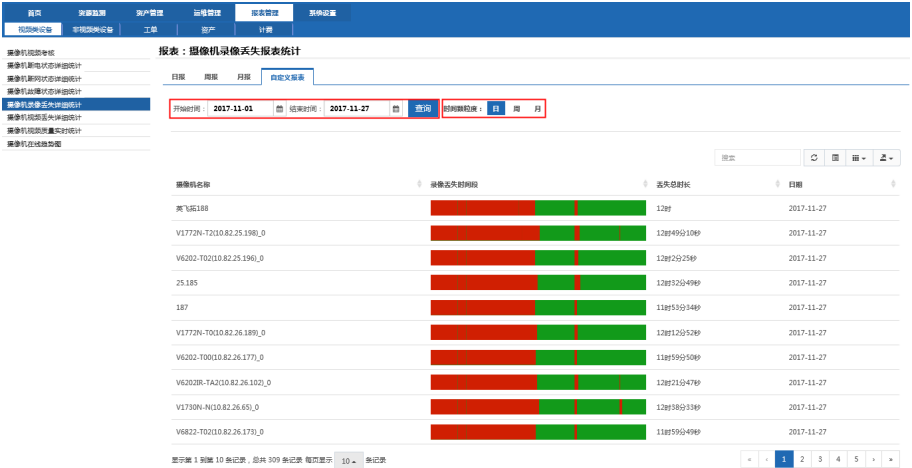 首页 资源监测 资产管理 运维管理 报表管理 系统设置
视频类设备 非视频类设备 工单 资产 计费
摄像机视频考核
摄像机断电状态详细统计
摄像机断网状态详细统计
摄像机故障状态详细统计
摄像机录像丢失详细统计
摄像机视频丢失详细统计
摄像机视频质量实时统计
摄像机在线趋势图
报表：摄像机录像丢失报表统计
日报 周报 月报 自定义报表
开始时间： 2017-11-01 结束时间： 2017-11-27 查询 时间颗粒度： 日 周 月
搜索
摄像机名称 录像丢失时间段 丢失总时长 日期
英飞拓188 12时 2017-11-27
V1772N-T2(10.82.25.198)_0 12时49分10秒 2017-11-27
V6202-T02(10.82.25.196)_0 12时2分25秒 2017-11-27
25.185 12时32分49秒 2017-11-27
187 11时53分34秒 2017-11-27
V1772N-T0(10.82.26.189)_0 12时12分52秒 2017-11-27
V6202-T00(10.82.26.177)_0 11时59分50秒 2017-11-27
V6202IR-TA2(10.82.26.102)_0 12时21分47秒 2017-11-27
V1730N-N(10.82.26.65)_0 12时38分33秒 2017-11-27
V6822-T02(10.82.26.173)_0 11时59分49秒 2017-11-27
显示第 1 到第 10 条记录，总共 309 条记录 每页显示 10 条记录
« ‹ 1 2 3 4 5 › »